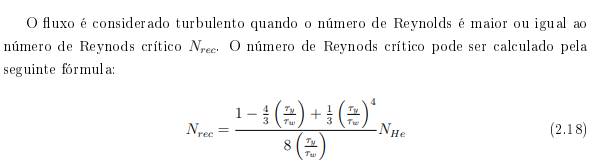 O fluxo é considerado turbulento quando o número de Reynolds é maior ou igual ao
número de Reynods crítico $N_{rec}$. O número de Reynods crítico pode ser calculado pela
seguinte fórmula:
$N_{rec} = \frac{1 - \frac{4}{3}\left(\frac{\tau_y}{\tau_w}\right) + \frac{1}{3}\left(\frac{\tau_y}{\tau_w}\right)^4}{8\left(\frac{\tau_y}{\tau_w}\right)} N_{He}$ (2.18)